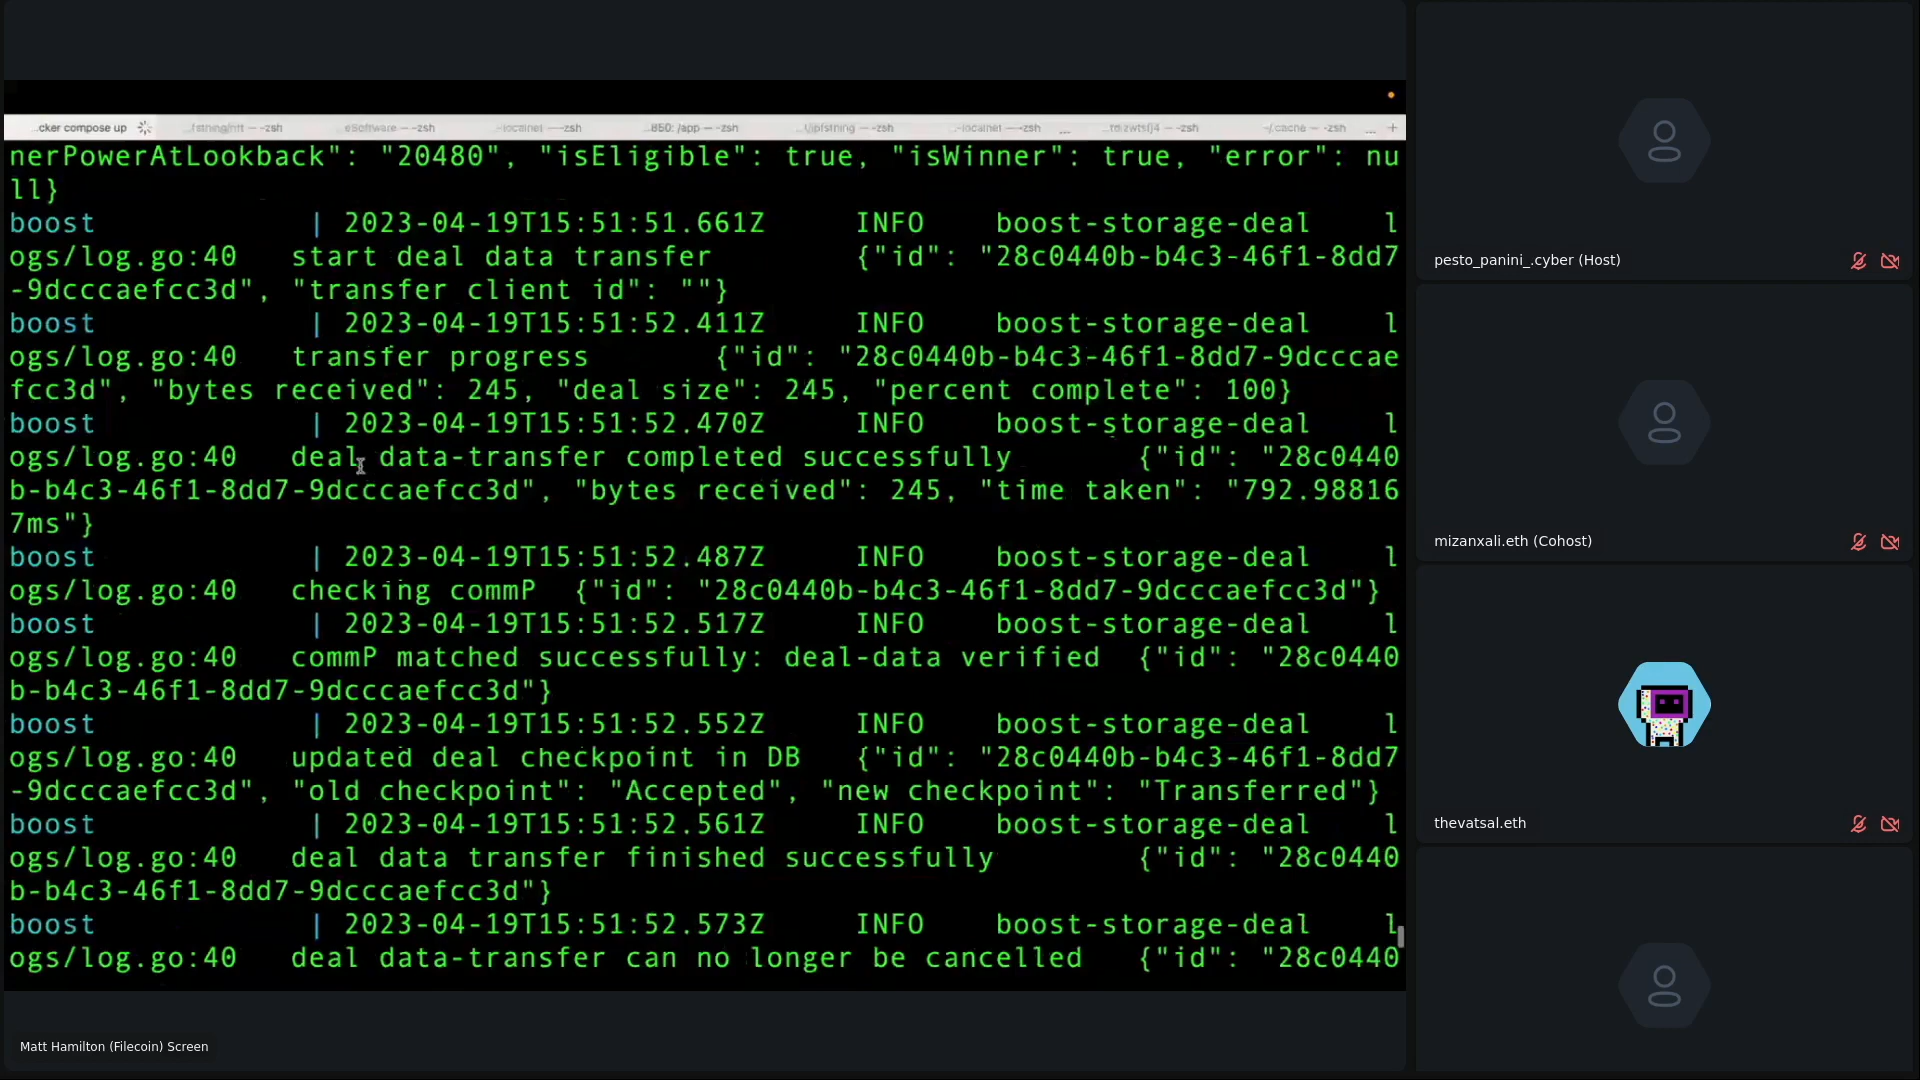 ...cker compose up
...fstning/nft — -zsh
...eSoftware — -zsh
...-localnet — -zsh
...850: /app — -zsh
...-localnet — -zsh
~/.cache — -zsh
nerPowerAtLookback": "20480", "isEligible": true, "isWinner": true, "error": nu
ll}
boost | 2023-04-19T15:51:51.661Z INFO boost-storage-deal l
ogs/log.go:40 start deal data transfer {"id": "28c0440b-b4c3-46f1-8dd7
-9dcccaefcc3d", "transfer client id": ""}
boost | 2023-04-19T15:51:52.411Z INFO boost-storage-deal l
ogs/log.go:40 transfer progress {"id": "28c0440b-b4c3-46f1-8dd7-9dcccae
fcc3d", "bytes received": 245, "deal size": 245, "percent complete": 100}
boost | 2023-04-19T15:51:52.470Z INFO boost-storage-deal l
ogs/log.go:40 deal data-transfer completed successfully {"id": "28c0440
b-b4c3-46f1-8dd7-9dcccaefcc3d", "bytes received": 245, "time taken": "792.98816
7ms"}
boost | 2023-04-19T15:51:52.487Z INFO boost-storage-deal l
ogs/log.go:40 checking commP {"id": "28c0440b-b4c3-46f1-8dd7-9dcccaefcc3d"}
boost | 2023-04-19T15:51:52.517Z INFO boost-storage-deal l
ogs/log.go:40 commP matched successfully: deal-data verified {"id": "28c0440
b-b4c3-46f1-8dd7-9dcccaefcc3d"}
boost | 2023-04-19T15:51:52.552Z INFO boost-storage-deal l
ogs/log.go:40 updated deal checkpoint in DB {"id": "28c0440b-b4c3-46f1-8dd7
-9dcccaefcc3d", "old checkpoint": "Accepted", "new checkpoint": "Transferred"}
boost | 2023-04-19T15:51:52.561Z INFO boost-storage-deal l
ogs/log.go:40 deal data transfer finished successfully {"id": "28c0440
b-b4c3-46f1-8dd7-9dcccaefcc3d"}
boost | 2023-04-19T15:51:52.573Z INFO boost-storage-deal l
ogs/log.go:40 deal data-transfer can no longer be cancelled {"id": "28c0440
Matt Hamilton (Filecoin) Screen
pesto_panini_.cyber (Host)
mizanxali.eth (Cohost)
thevatsal.eth